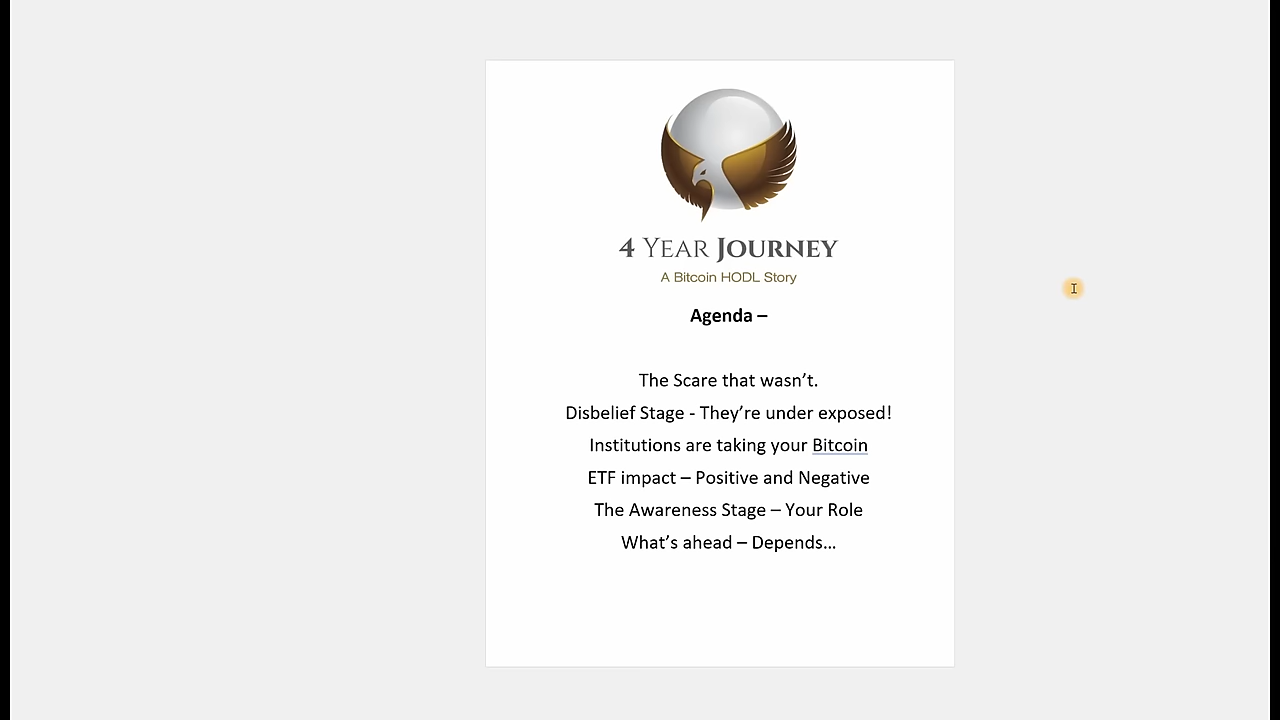 4 YEAR JOURNEY
A Bitcoin HODL Story
Agenda –
The Scare that wasn’t.
Disbelief Stage - They’re under exposed!
Institutions are taking your Bitcoin
ETF impact – Positive and Negative
The Awareness Stage – Your Role
What’s ahead – Depends…